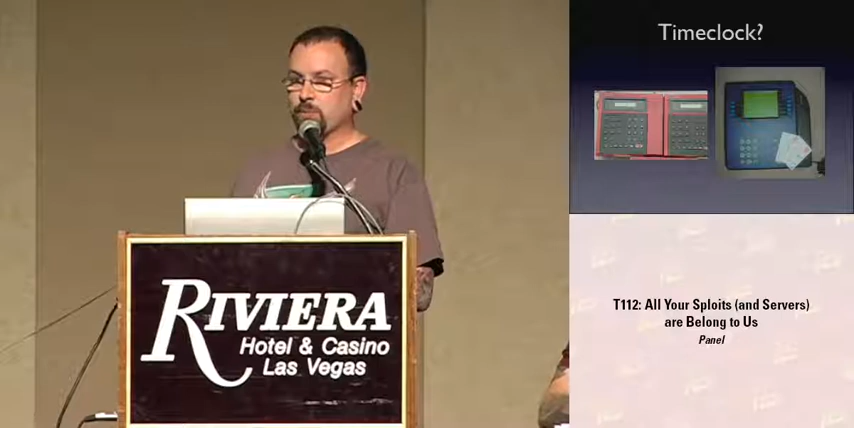 Timeclock?
RIVIERA
Hotel & Casino
Las Vegas
T112: All Your Sploits (and Servers)
are Belong to Us
Panel